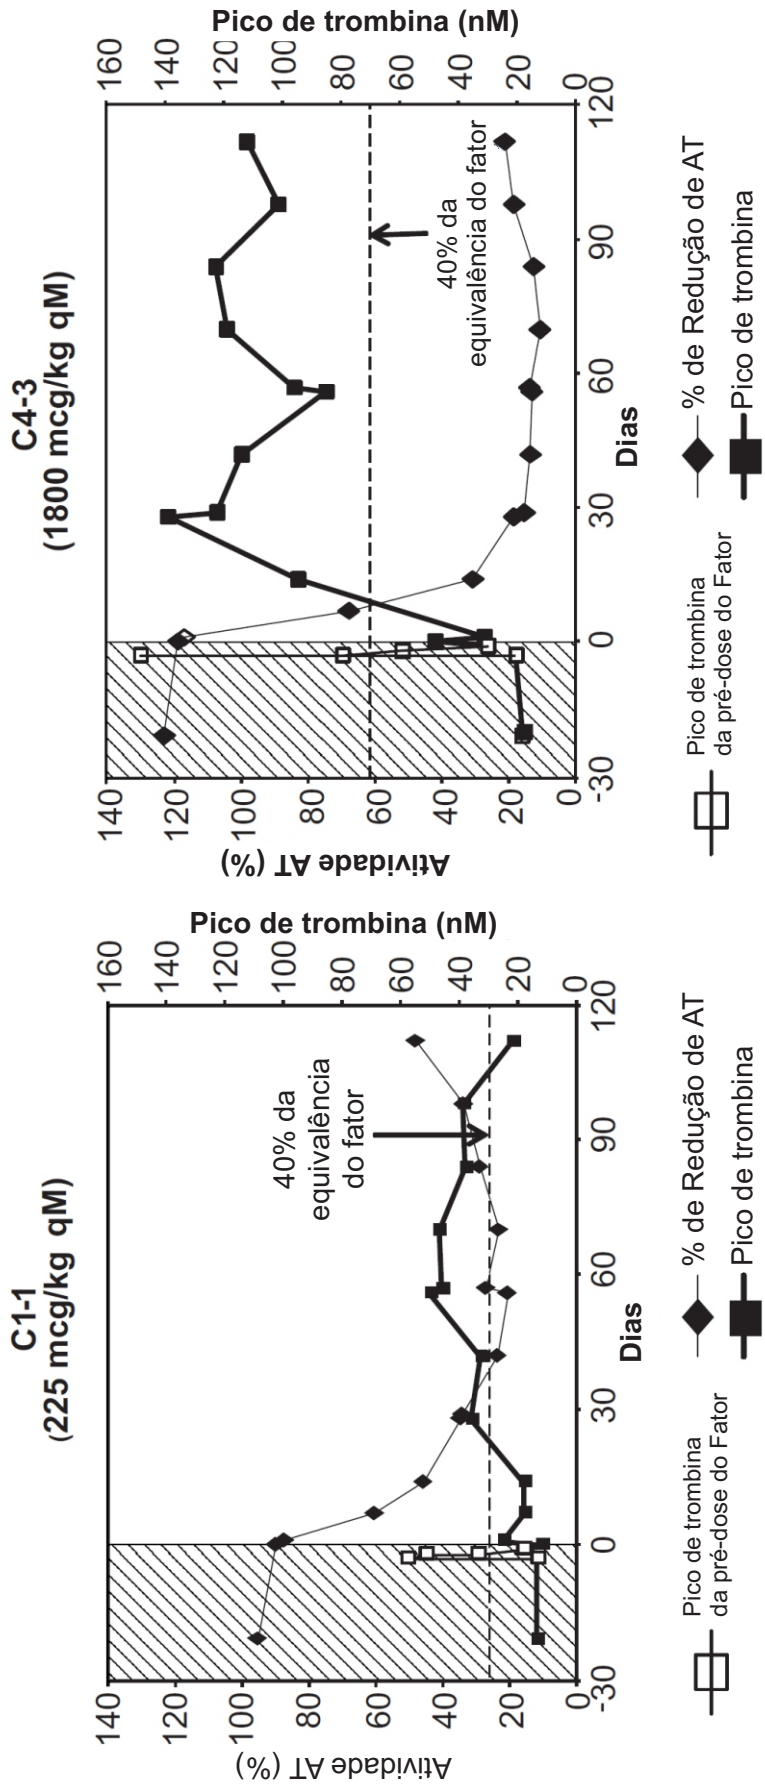 C1-1
(225 mcg/kg qM)
Atividade AT (%)
140
120
100
80
60
40
20
0
Pico de trombina (nM)
160
140
120
100
80
60
40
20
0
40% da
equivalência
do fator
-30
0
30
60
90
120
Dias
Pico de trombina
da pré-dose do Fator
% de Redução de AT
Pico de trombina
C4-3
(1800 mcg/kg qM)
Atividade AT (%)
140
120
100
80
60
40
20
0
Pico de trombina (nM)
160
140
120
100
80
60
40
20
0
40% da
equivalência do fator
-30
0
30
60
90
120
Dias
Pico de trombina
da pré-dose do Fator
% de Redução de AT
Pico de trombina